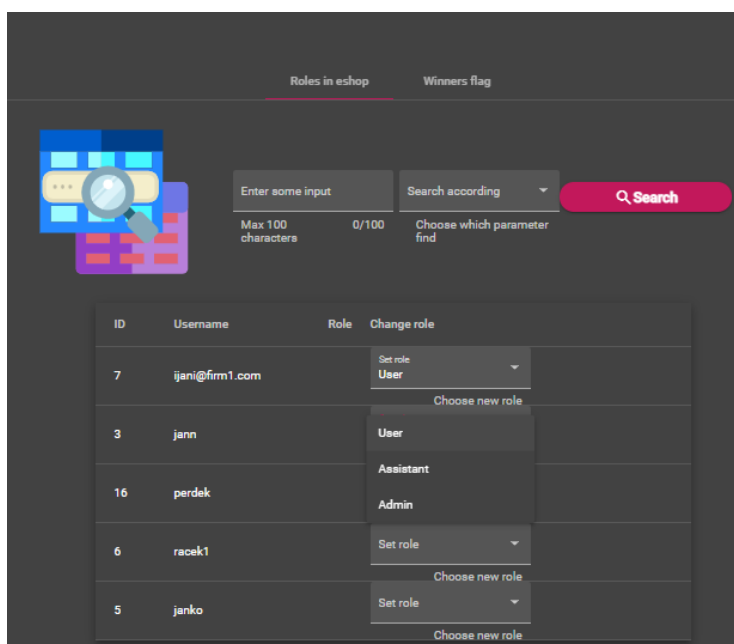 Roles in eshop Winners flag
Enter some input Search according Search
Max 100 characters 0/100 Choose which parameter find
ID Username Role Change role
Set role
7 ijani@firm1.com User
Choose new role
3 jann User
Assistant
16 perdek
Admin
6 racek1 Set role
Choose new role
5 janko Set role
Choose new role